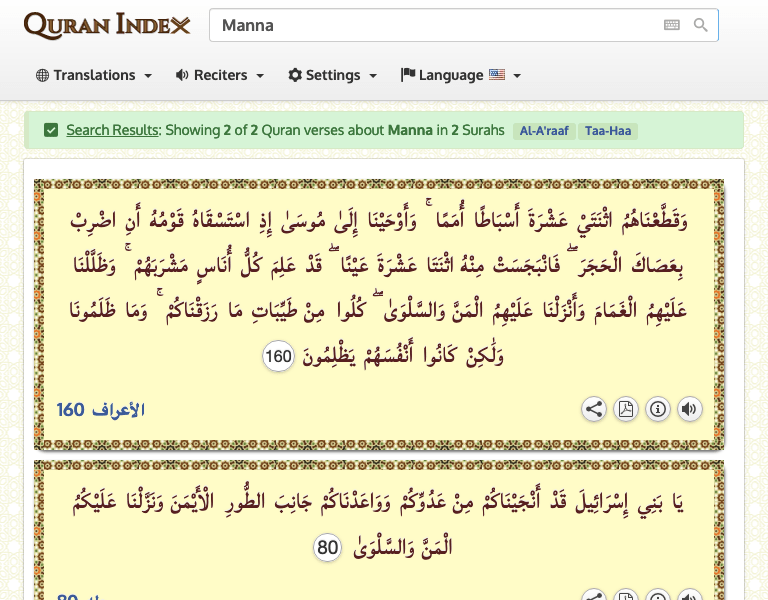 QURAN INDEX
Manna
Translations Reciters Settings Language
Search Results: Showing 2 of 2 Quran verses about Manna in 2 Surahs Al-A'raaf Taa-Haa
وَقَطَّعْنَاهُمُ اثْنَتَيْ عَشْرَةَ أَسْبَاطًا أُمَمًا ۚ وَأَوْحَيْنَا إِلَىٰ مُوسَىٰ إِذِ اسْتَسْقَاهُ قَوْمُهُ أَنِ اضْرِبْ
بِعَصَاكَ الْحَجَرَ ۖ فَانْبَجَسَتْ مِنْهُ اثْنَتَا عَشْرَةَ عَيْنًا ۖ قَدْ عَلِمَ كُلُّ أُنَاسٍ مَشْرَبَهُمْ ۚ وَظَلَّلْنَا
عَلَيْهِمُ الْغَمَامَ وَأَنْزَلْنَا عَلَيْهِمُ الْمَنَّ وَالسَّلْوَىٰ ۖ كُلُوا مِنْ طَيِّبَاتِ مَا رَزَقْنَاكُمْ ۚ وَمَا ظَلَمُونَا
وَلَٰكِنْ كَانُوا أَنْفُسَهُمْ يَظْلِمُونَ 160
الأعراف 160
يَا بَنِي إِسْرَائِيلَ قَدْ أَنْجَيْنَاكُمْ مِنْ عَدُوِّكُمْ وَوَاعَدْنَاكُمْ جَانِبَ الطُّورِ الْأَيْمَنَ وَنَزَّلْنَا عَلَيْكُمُ
الْمَنَّ وَالسَّلْوَىٰ 80